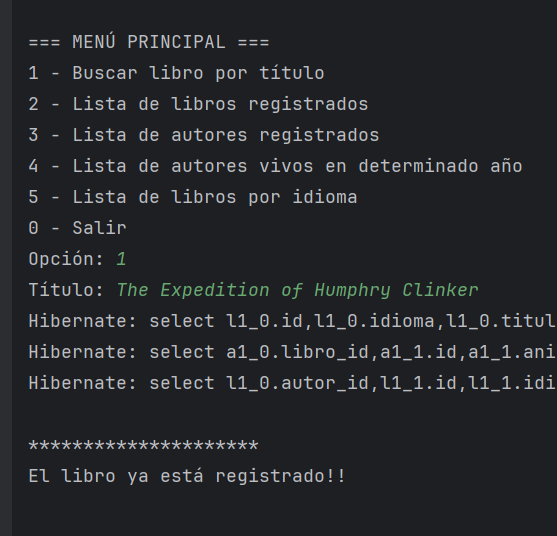 === MENÚ PRINCIPAL ===
1 - Buscar libro por título
2 - Lista de libros registrados
3 - Lista de autores registrados
4 - Lista de autores vivos en determinado año
5 - Lista de libros por idioma
0 - Salir
Opción: 1
Título: The Expedition of Humphry Clinker
Hibernate: select l1_0.id,l1_0.idioma,l1_0.titul
Hibernate: select a1_0.libro_id,a1_1.id,a1_1.ani
Hibernate: select l1_0.autor_id,l1_1.id,l1_1.idi
*********************
El libro ya está registrado!!